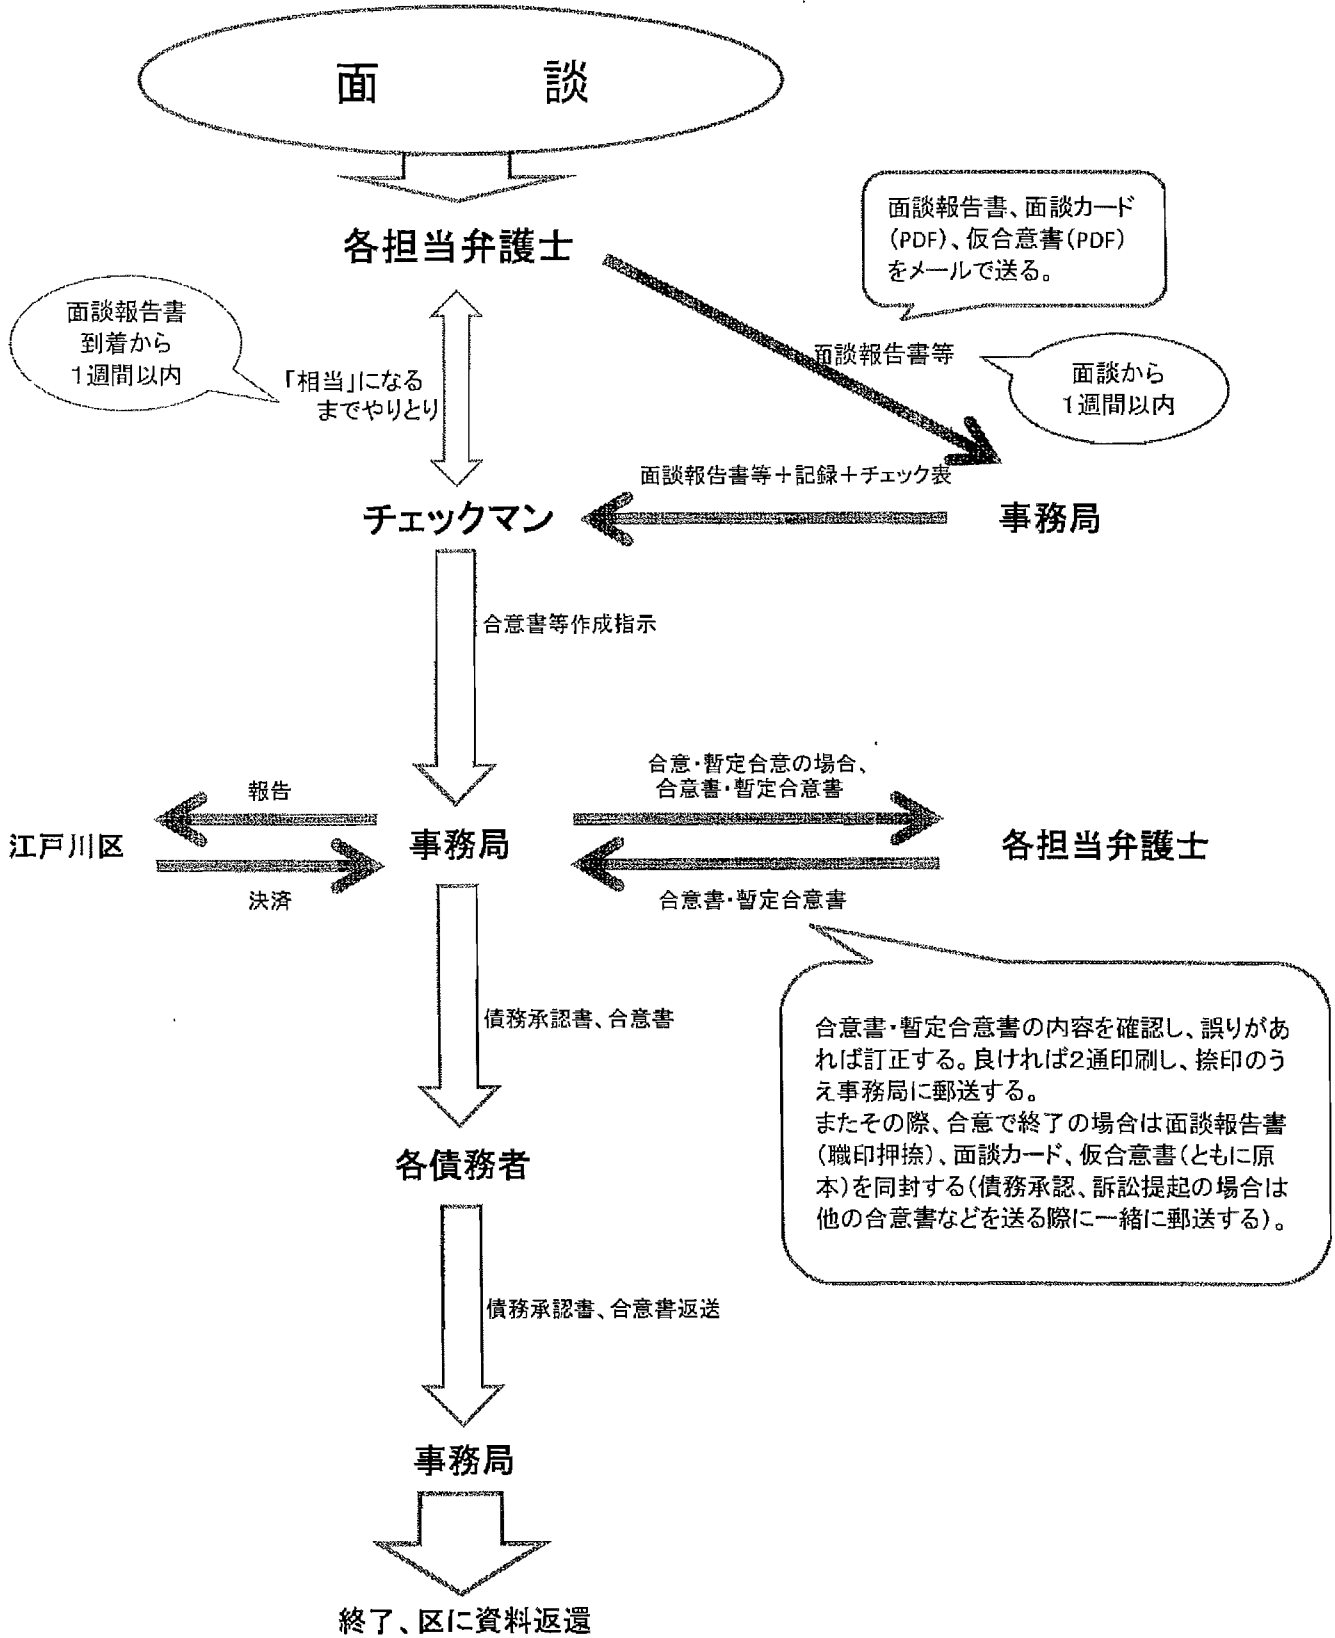 面　談
各担当弁護士
面談報告書、面談カード
(PDF)、仮合意書(PDF)
をメールで送る。
面談報告書
到着から
1週間以内
「相当」になる
までやりとり
面談報告書等
面談から
1週間以内
面談報告書等＋記録＋チェック表
チェックマン
事務局
合意書等作成指示
合意・暫定合意の場合、
合意書・暫定合意書
報告
江戸川区
事務局
各担当弁護士
決済
合意書・暫定合意書
債務承認書、合意書
合意書・暫定合意書の内容を確認し、誤りがあ
れば訂正する。良ければ2通印刷し、捺印のう
え事務局に郵送する。
またその際、合意で終了の場合は面談報告書
(職印押捺)、面談カード、仮合意書(ともに原
本)を同封する(債務承認、訴訟提起の場合は
他の合意書などを送る際に一緒に郵送する)。
各債務者
債務承認書、合意書返送
事務局
終了、区に資料返還